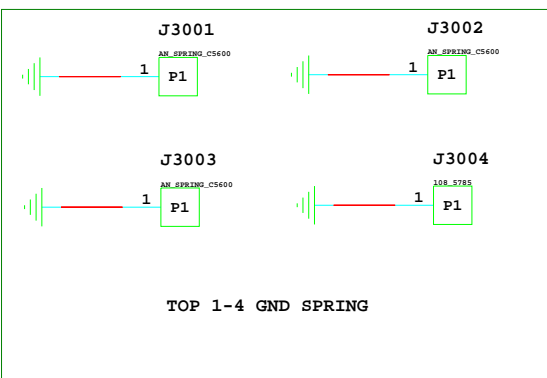 J3001
AN_SPRING_C5600
1
P1
J3002
AN_SPRING_C5600
1
P1
J3003
AN_SPRING_C5600
1
P1
J3004
108_5785
1
P1
TOP 1-4 GND SPRING